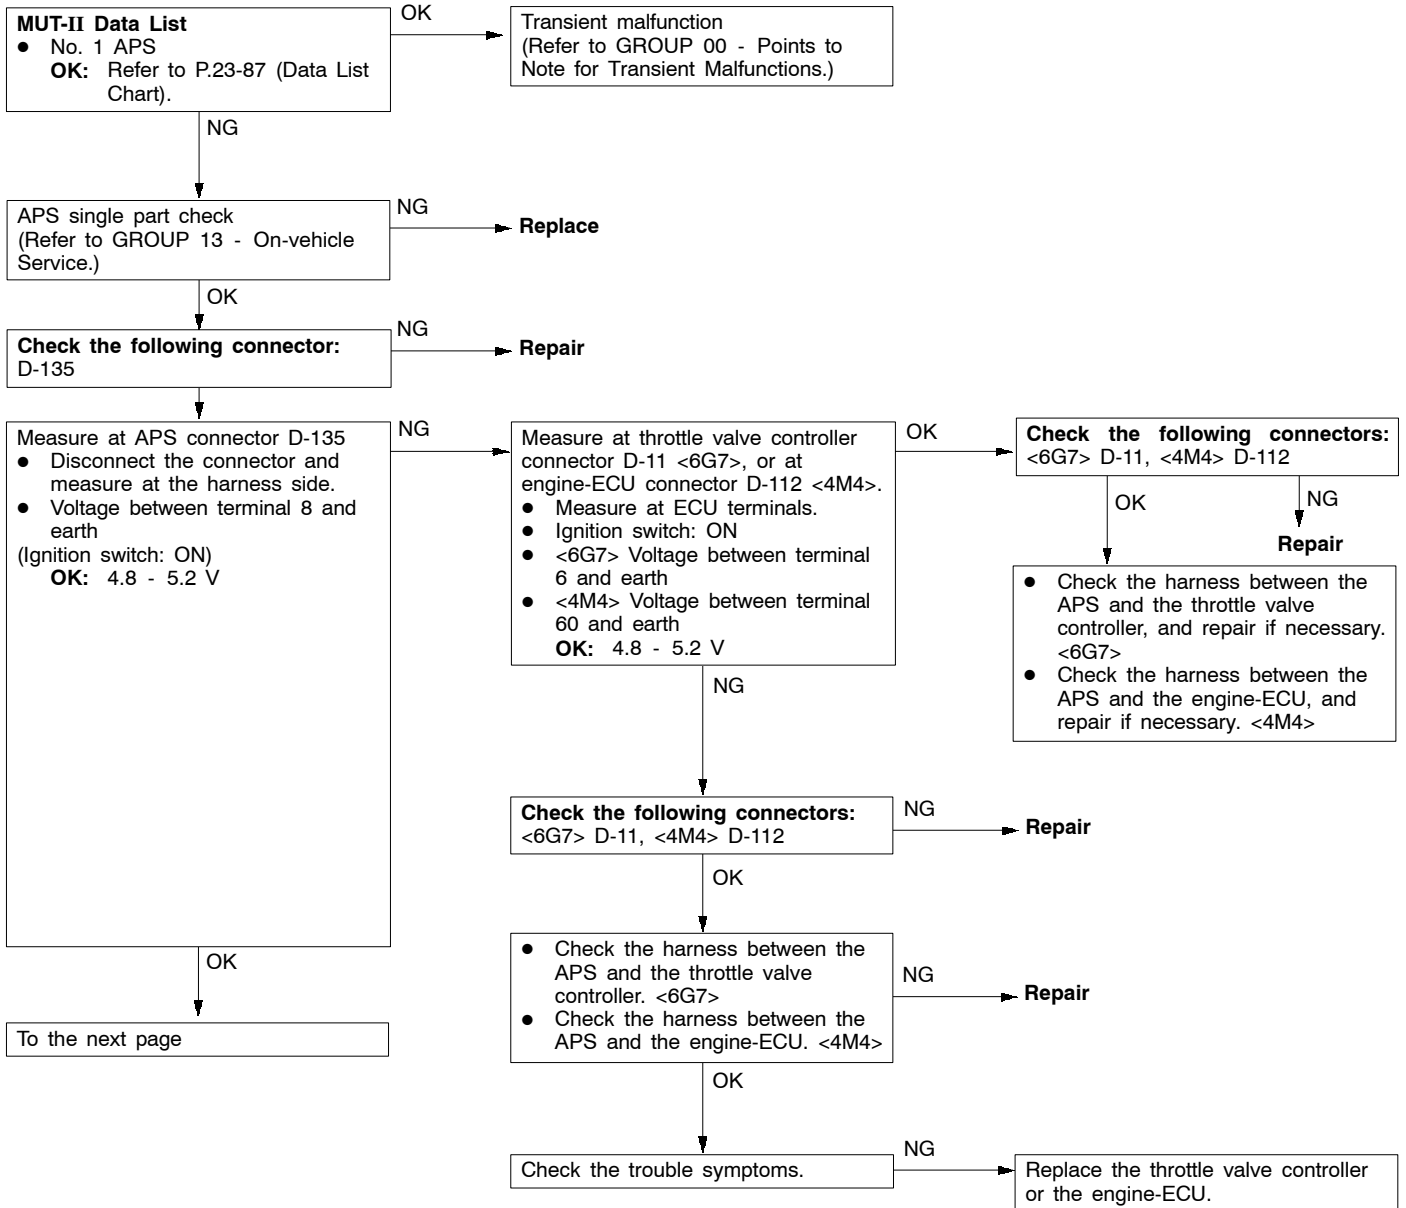 MUT-II Data List
● No. 1 APS
OK: Refer to P.23-87 (Data List
Chart).
OK
Transient malfunction
(Refer to GROUP 00 - Points to
Note for Transient Malfunctions.)
NG
APS single part check
(Refer to GROUP 13 - On-vehicle
Service.)
NG
Replace
OK
Check the following connector:
D-135
NG
Repair
Measure at APS connector D-135
● Disconnect the connector and
measure at the harness side.
● Voltage between terminal 8 and
earth
(Ignition switch: ON)
OK: 4.8 - 5.2 V
NG
Measure at throttle valve controller
connector D-11 <6G7>, or at
engine-ECU connector D-112 <4M4>.
● Measure at ECU terminals.
● Ignition switch: ON
● <6G7> Voltage between terminal
6 and earth
● <4M4> Voltage between terminal
60 and earth
OK: 4.8 - 5.2 V
OK
Check the following connectors:
<6G7> D-11, <4M4> D-112
OK
NG
Repair
● Check the harness between the
APS and the throttle valve
controller, and repair if necessary.
<6G7>
● Check the harness between the
APS and the engine-ECU, and
repair if necessary. <4M4>
NG
Check the following connectors:
<6G7> D-11, <4M4> D-112
NG
Repair
OK
● Check the harness between the
APS and the throttle valve
controller. <6G7>
● Check the harness between the
APS and the engine-ECU. <4M4>
NG
Repair
OK
To the next page
OK
Check the trouble symptoms.
NG
Replace the throttle valve controller
or the engine-ECU.